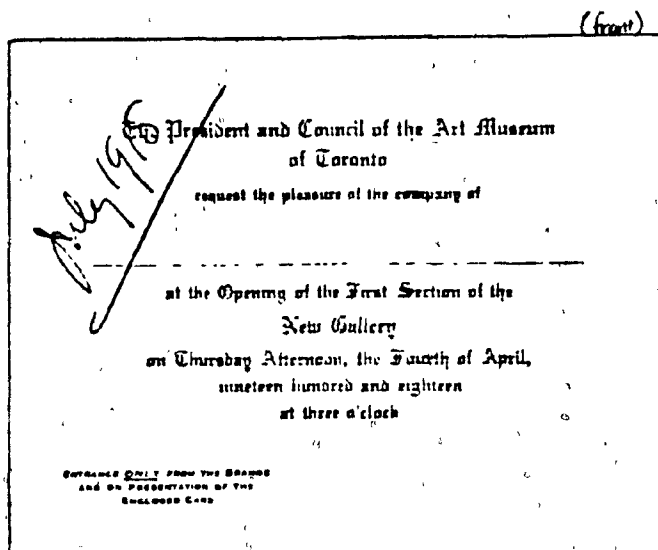 (front)
July 1918
The President and Council of the Art Museum
of Toronto
request the pleasure of the company of
at the Opening of the First Section of the
New Gallery
on Thursday Afternoon, the Fourth of April,
nineteen hundred and eighteen
at three o'clock
ENTRANCE ONLY FROM THE GRANGE
AND ON PRESENTATION OF THE
ENCLOSED CARD